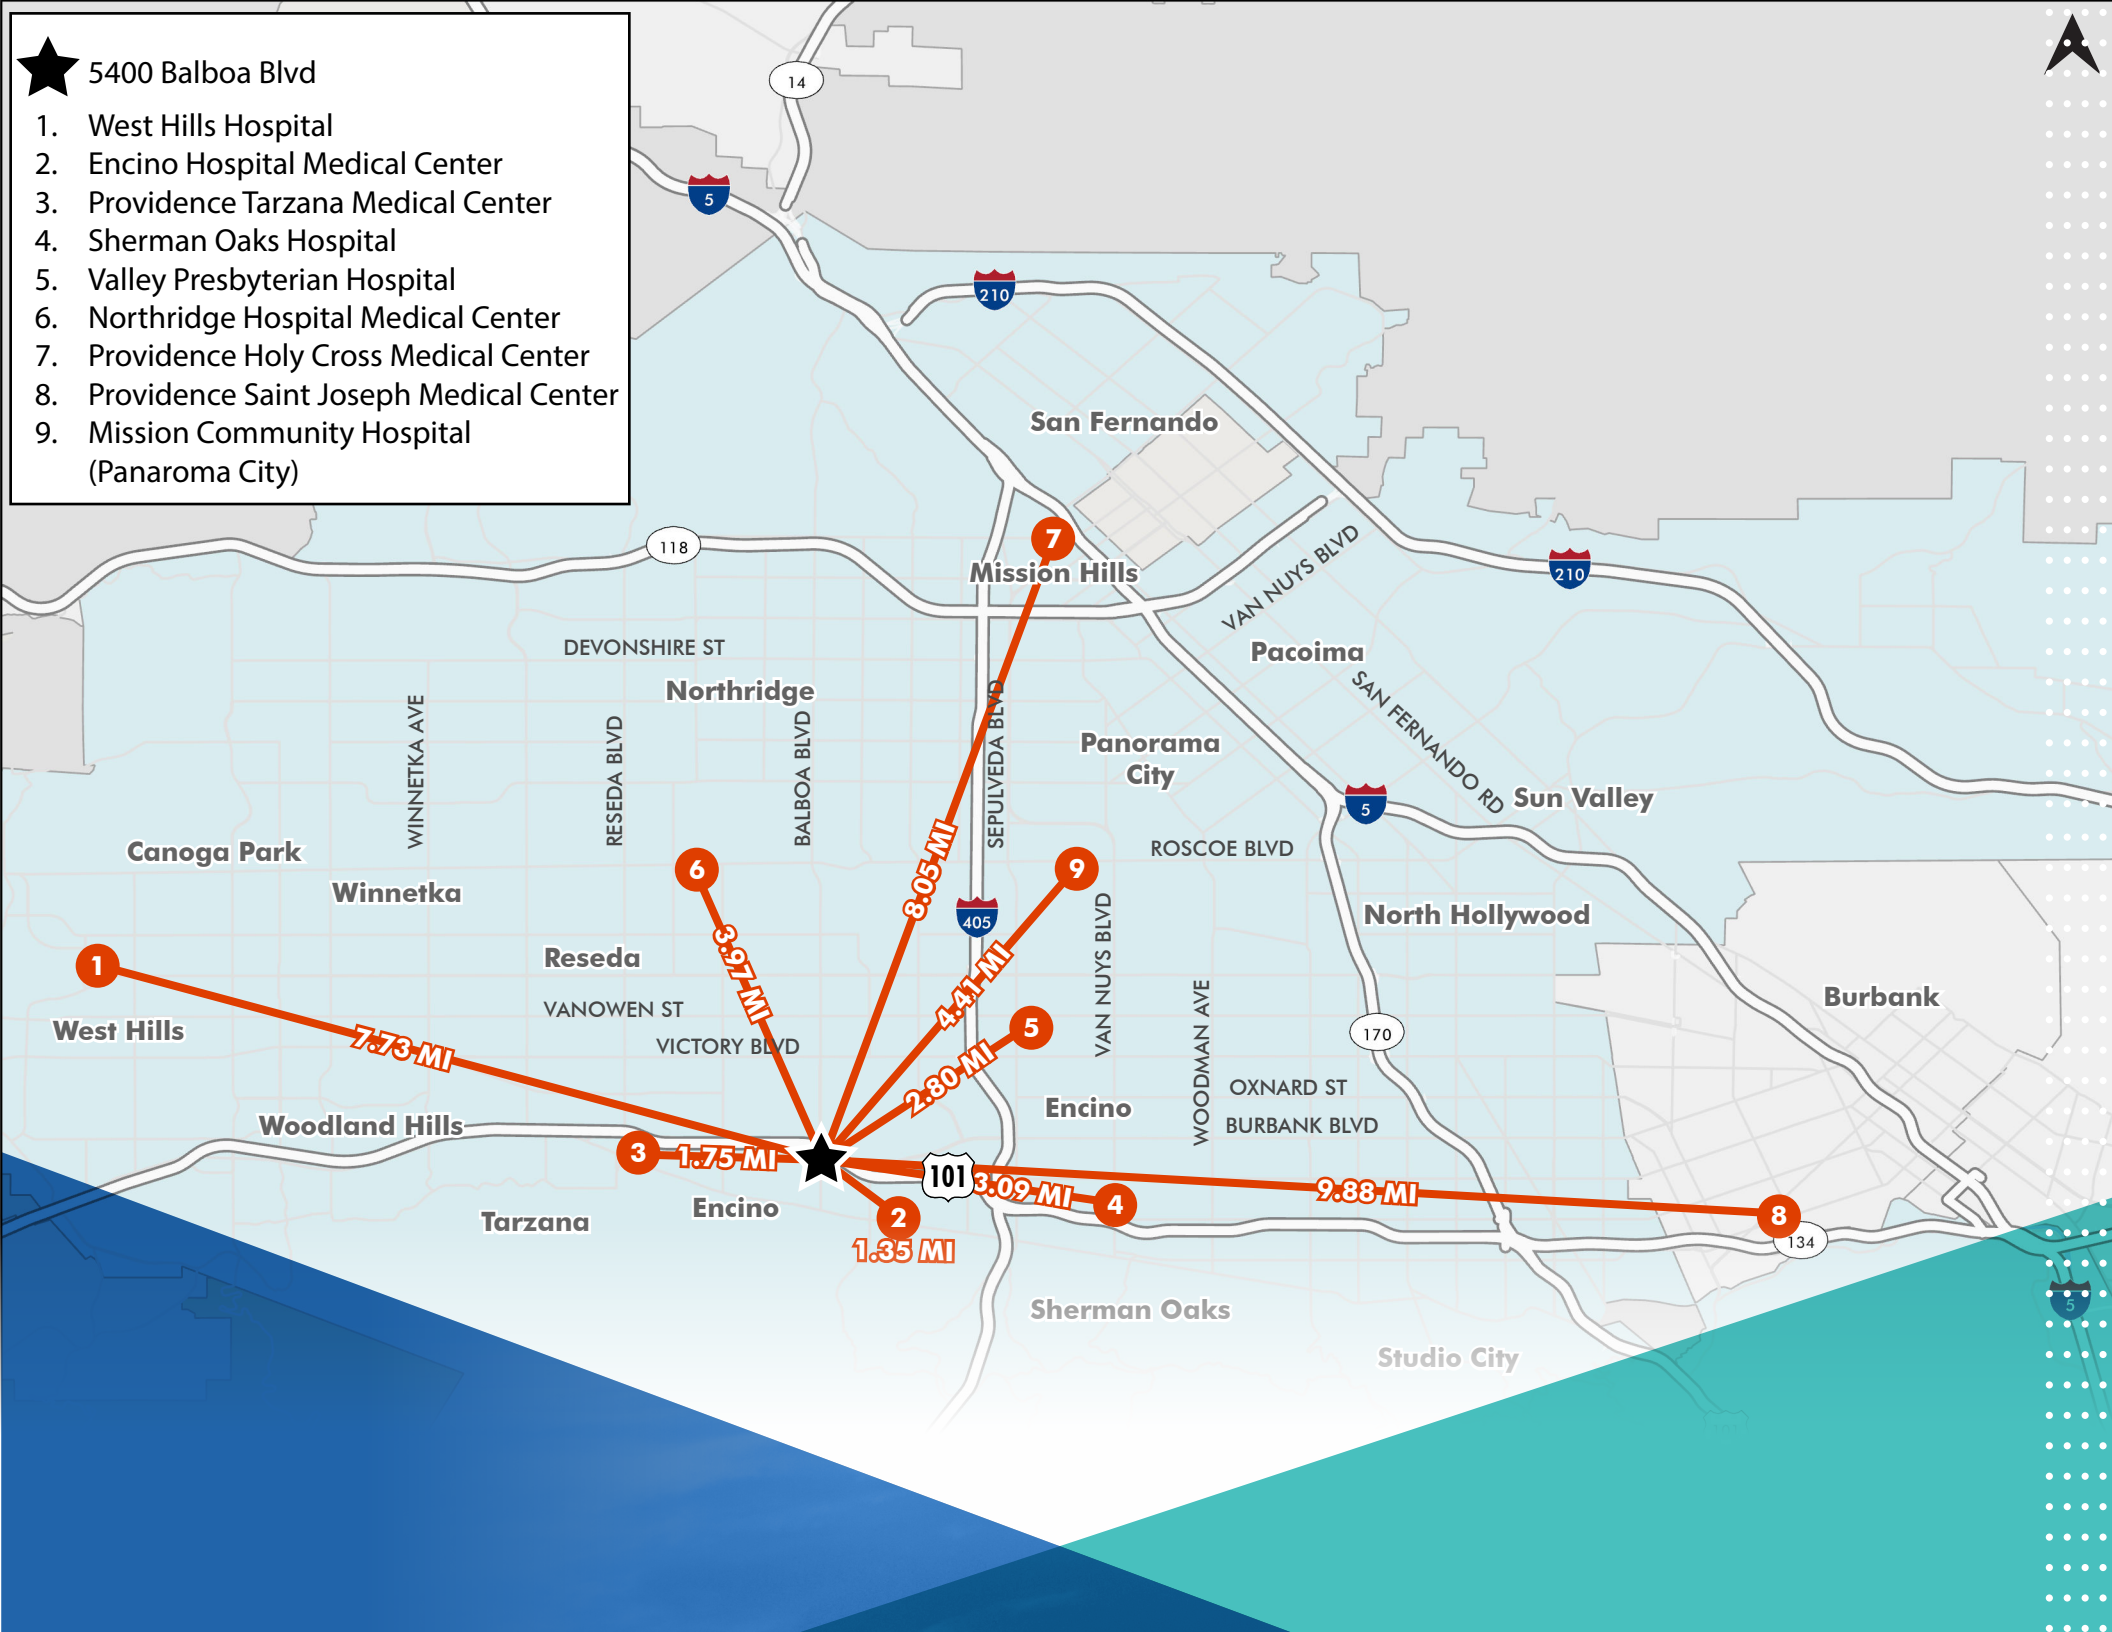 5400 Balboa Blvd
1. West Hills Hospital
2. Encino Hospital Medical Center
3. Providence Tarzana Medical Center
4. Sherman Oaks Hospital
5. Valley Presbyterian Hospital
6. Northridge Hospital Medical Center
7. Providence Holy Cross Medical Center
8. Providence Saint Joseph Medical Center
9. Mission Community Hospital
(Panaroma City)
14
5
210
San Fernando
118
7
Mission Hills
VAN NUYS BLVD
210
DEVONSHIRE ST
Pacoima
Northridge
SAN FERNANDO RD
WINNETKA AVE
RESEDA BLVD
BALBOA BLVD
SEPULVEDA BLVD
Panorama
City
5
Sun Valley
Canoga Park
ROSCOE BLVD
8.05 MI
6
9
Winnetka
405
North Hollywood
VAN NUYS BLVD
1
Reseda
3.97 MI
4.41 MI
WOODMAN AVE
Burbank
VANOWEN ST
West Hills
5
170
7.73 MI
VICTORY BLVD
2.80 MI
OXNARD ST
Encino
Woodland Hills
BURBANK BLVD
3
1.75 MI
101
3.09 MI
9.88 MI
4
8
Tarzana
Encino
2
134
1.35 MI
Sherman Oaks
5
Studio City